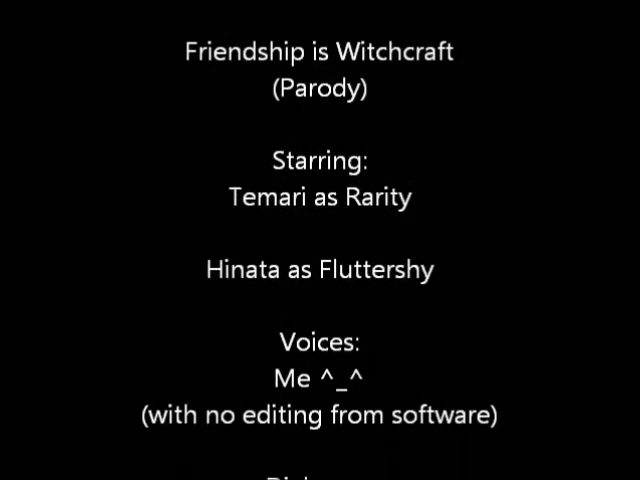 Friendship is Witchcraft
(Parody)
Starring:
Temari as Rarity
Hinata as Fluttershy
Voices:
Me ^_^
(with no editing from software)